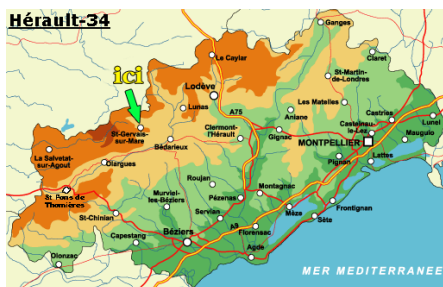 Hérault-34
Ganges
Le Caylar
Claret
ici
Lodève
St-Martin-
de-Londres
Lunas
A75
Les Matelles
Aniane
Castries
Lunel
St-Gervais-
sur-Mare
Clermont-
l'Hérault
Gignac
Castelnau-
le-Lez
Bédarieux
MONTPELLIER
Mauguio
La Salvetat-
sur-Agout
Olargues
Pignan
Lattes
St Pons de
Thomières
Roujan
Murviel-
les-Béziers
Pézenas
Montagnac
St-Chinian
Servian
Mèze
Frontignan
Capestang
Béziers
A9
Florensac
Sète
Agde
Olonzac
MER MEDITERRANEE